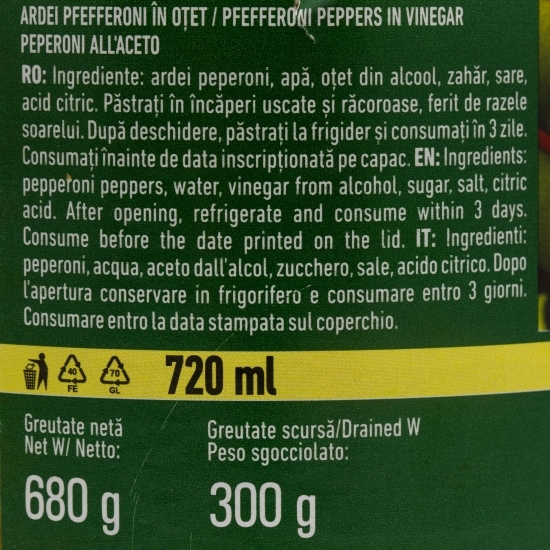 ARDEI PFEFFERONI ÎN OȚET / PFEFFERONI PEPPERS IN VINEGAR
PEPERONI ALL'ACETO
RO: Ingrediente: ardei peperoni, apă, oțet din alcool, zahăr, sare,
acid citric. Păstrați în încăperi uscate și răcoroase, ferit de razele
soarelui. După deschidere, păstrați la frigider și consumați în 3 zile.
Consumați înainte de data inscripționată pe capac. EN: Ingredients:
pepperoni peppers, water, vinegar from alcohol, sugar, salt, citric
acid. After opening, refrigerate and consume within 3 days.
Consume before the date printed on the lid. IT: Ingredienti:
peperoni, acqua, aceto dall'alcol, zucchero, sale, acido citrico. Dopo
l'apertura conservare in frigorifero e consumare entro 3 giorni.
Consumare entro la data stampata sul coperchio.
40 FE 70 GL 720 ml
Greutate netă
Net W/ Netto:
680 g
Greutate scursă/Drained W
Peso sgocciolato:
300 g